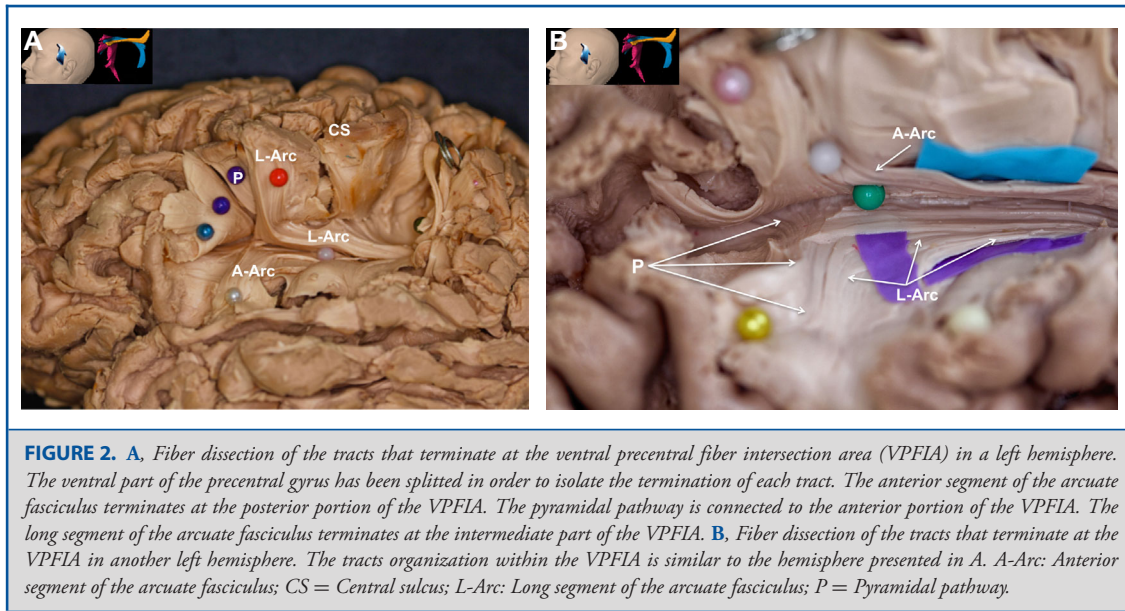 A
CS
L-Arc
P
L-Arc
A-Arc
B
A-Arc
P
L-Arc
FIGURE 2. A, Fiber dissection of the tracts that terminate at the ventral precentral fiber intersection area (VPFIA) in a left hemisphere.
The ventral part of the precentral gyrus has been splitted in order to isolate the termination of each tract. The anterior segment of the arcuate
fasciculus terminates at the posterior portion of the VPFIA. The pyramidal pathway is connected to the anterior portion of the VPFIA. The
long segment of the arcuate fasciculus terminates at the intermediate part of the VPFIA. B, Fiber dissection of the tracts that terminate at the
VPFIA in another left hemisphere. The tracts organization within the VPFIA is similar to the hemisphere presented in A. A-Arc: Anterior
segment of the arcuate fasciculus; CS = Central sulcus; L-Arc: Long segment of the arcuate fasciculus; P = Pyramidal pathway.